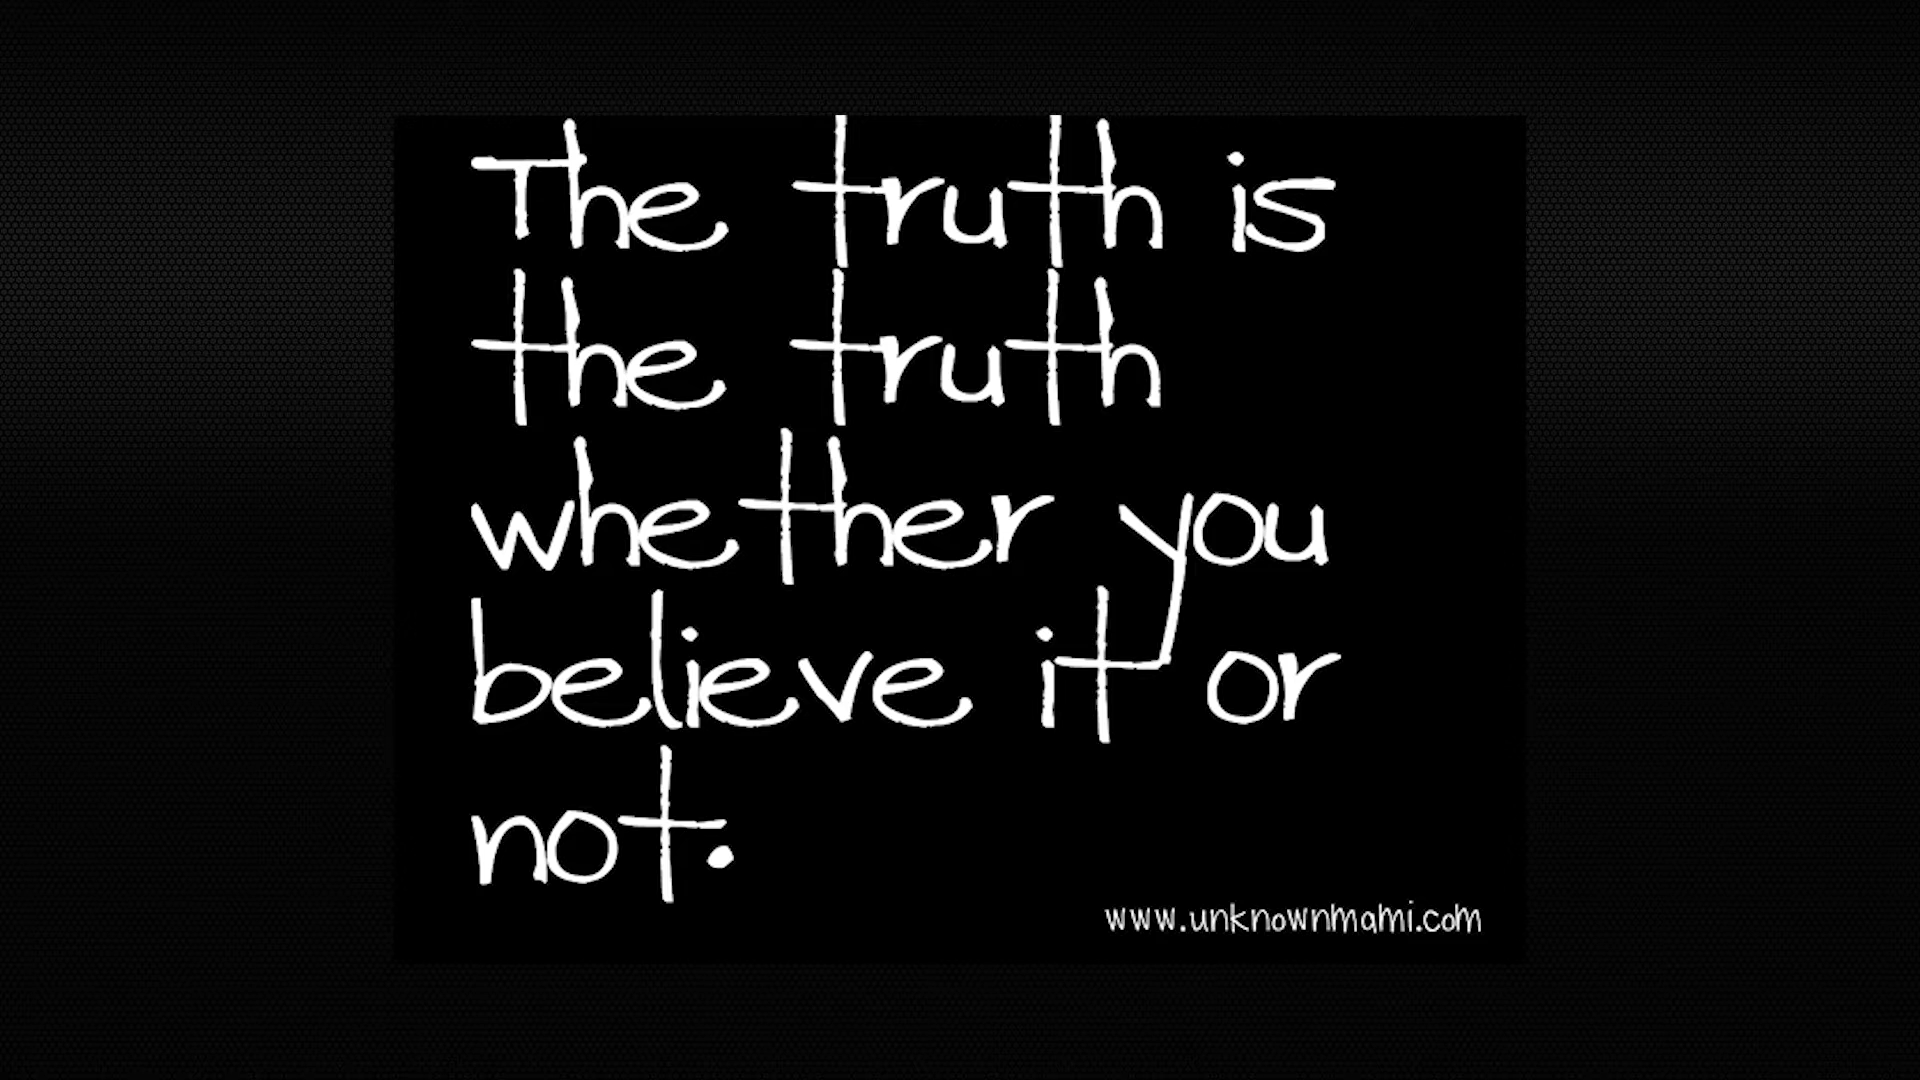 The truth is
the truth
whether you
believe it or
not.
www.unknownmami.com